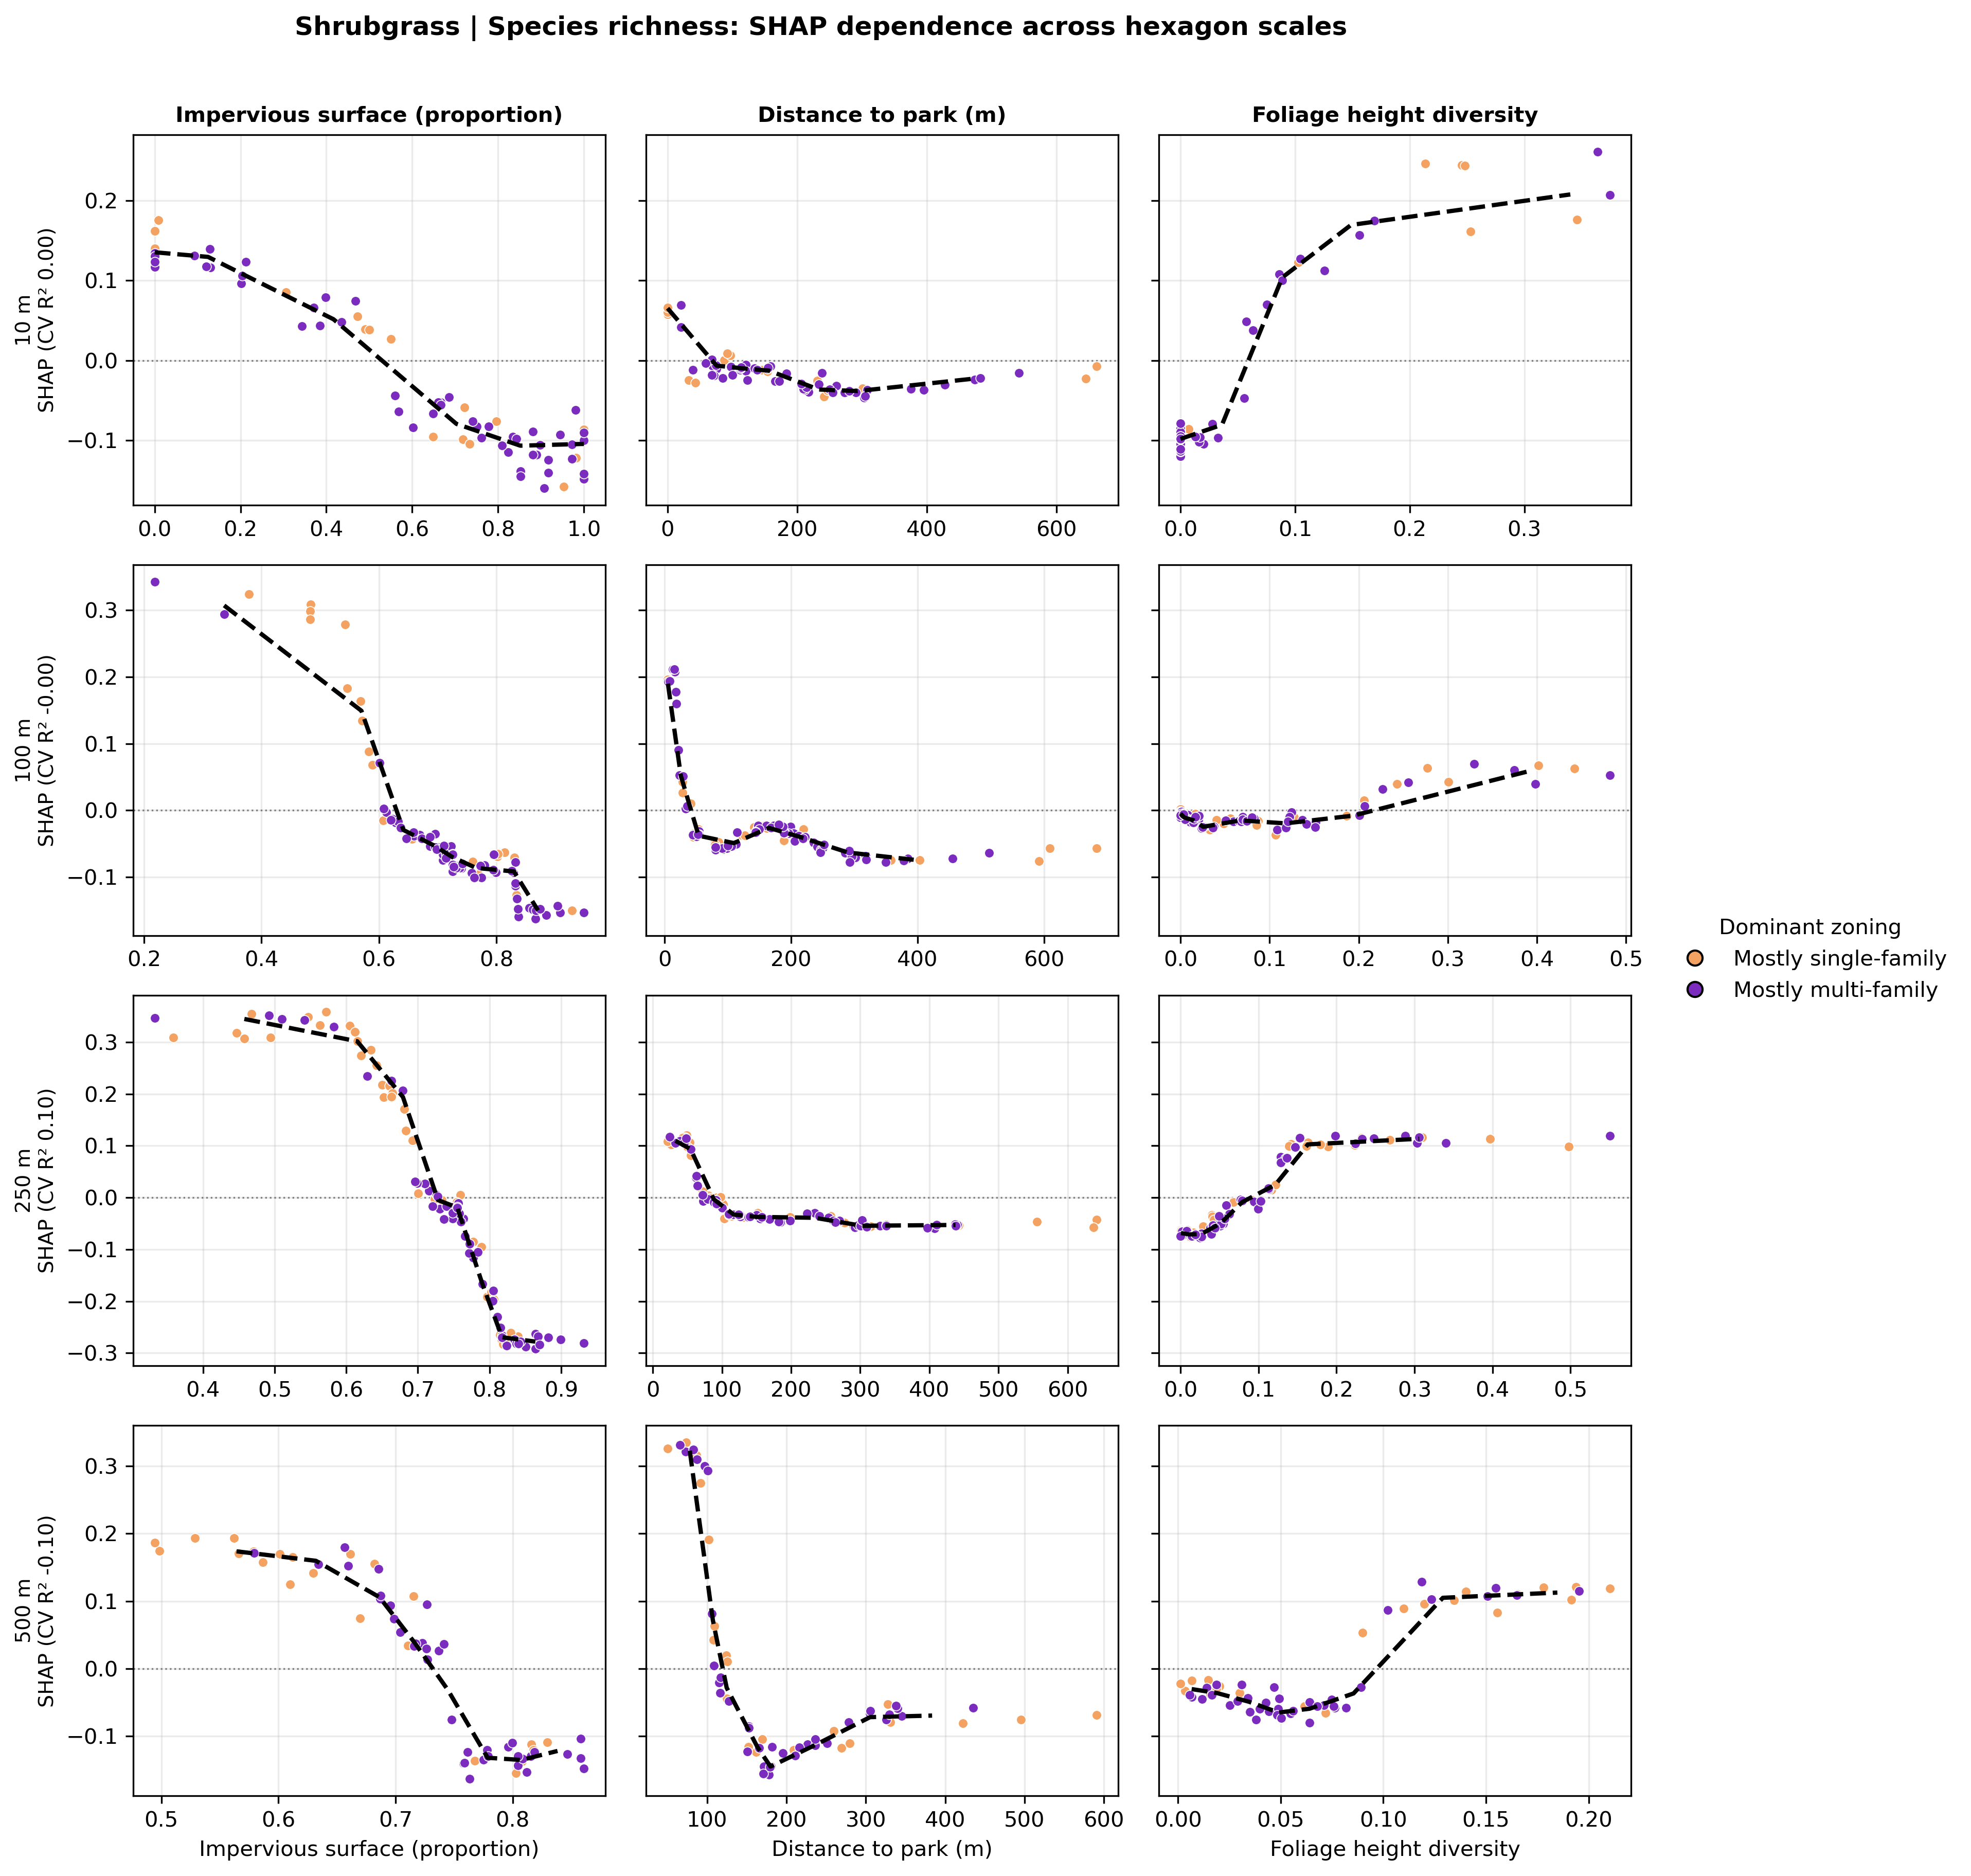 Shrubgrass | Species richness: SHAP dependence across hexagon scales
Impervious surface (proportion)
Distance to park (m)
Foliage height diversity
10 m
SHAP (CV R² 0.00)
0.2
0.1
0.0
−0.1
0.0 0.2 0.4 0.6 0.8 1.0
0 200 400 600
0.0 0.1 0.2 0.3
100 m
SHAP (CV R² -0.00)
0.3
0.2
0.1
0.0
−0.1
0.2 0.4 0.6 0.8
0 200 400 600
0.0 0.1 0.2 0.3 0.4 0.5
Dominant zoning
Mostly single-family
Mostly multi-family
250 m
SHAP (CV R² 0.10)
0.3
0.2
0.1
0.0
−0.1
−0.2
−0.3
0.4 0.5 0.6 0.7 0.8 0.9
0 100 200 300 400 500 600
0.0 0.1 0.2 0.3 0.4 0.5
500 m
SHAP (CV R² -0.10)
0.3
0.2
0.1
0.0
−0.1
0.5 0.6 0.7 0.8
100 200 300 400 500 600
0.00 0.05 0.10 0.15 0.20
Impervious surface (proportion)
Distance to park (m)
Foliage height diversity